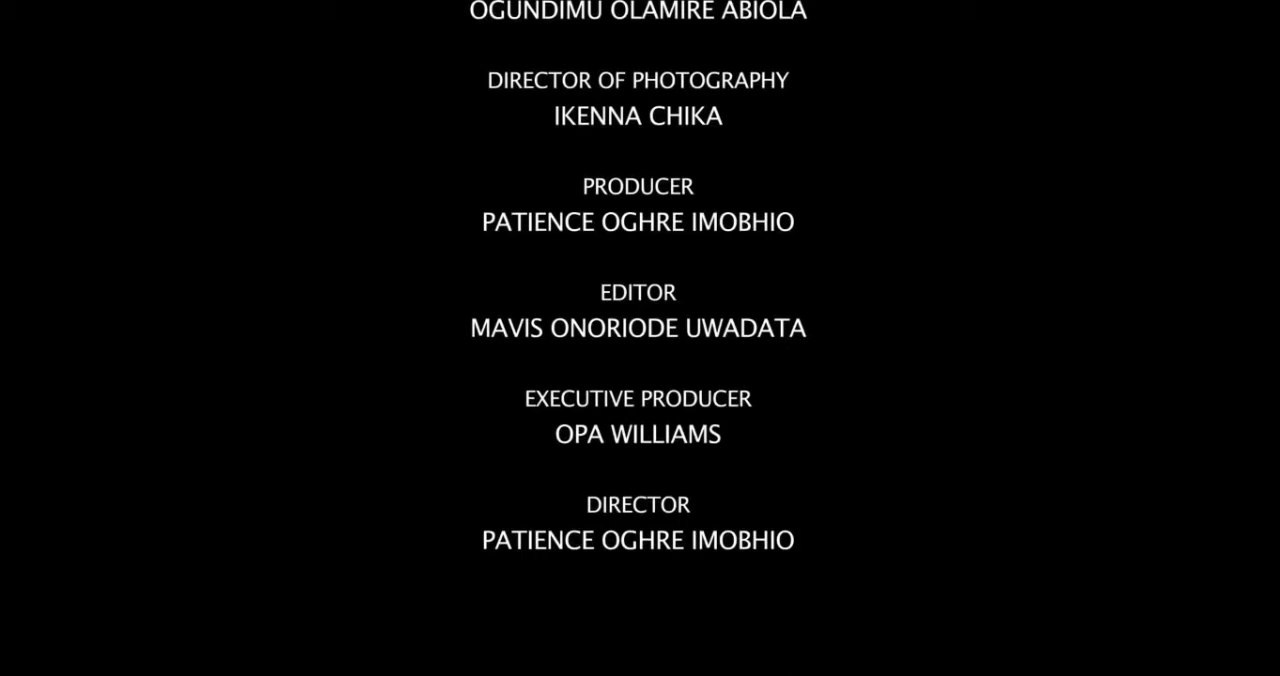 OGUNDIMU OLAMIRE ABIOLA
DIRECTOR OF PHOTOGRAPHY
IKENNA CHIKA
PRODUCER
PATIENCE OGHRE IMOBHIO
EDITOR
MAVIS ONORIODE UWADATA
EXECUTIVE PRODUCER
OPA WILLIAMS
DIRECTOR
PATIENCE OGHRE IMOBHIO